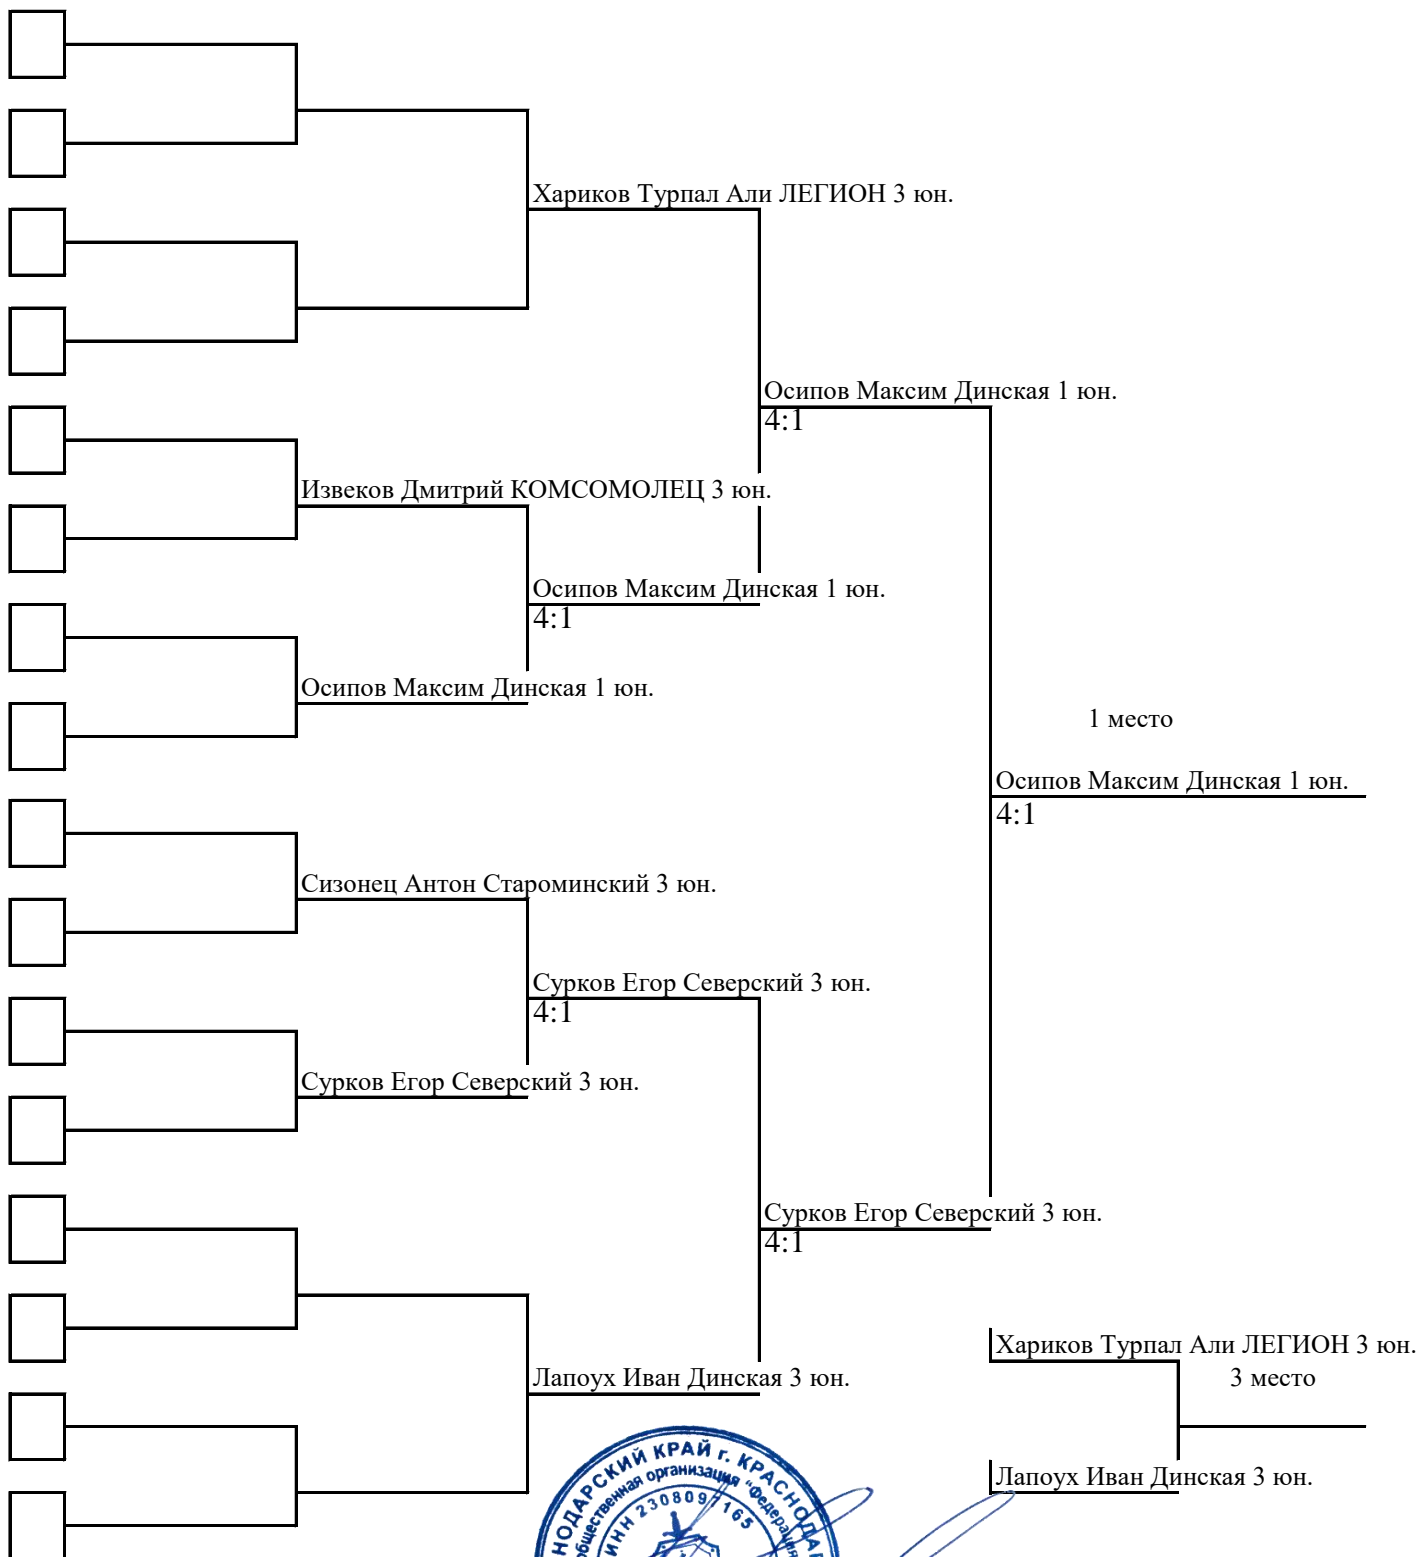 Хариков Турпал Али ЛЕГИОН 3 юн.
Осипов Максим Динская 1 юн.
4:1
Извеков Дмитрий КОМСОМОЛЕЦ 3 юн.
Осипов Максим Динская 1 юн.
4:1
Осипов Максим Динская 1 юн.
1 место
Осипов Максим Динская 1 юн.
4:1
Сизонец Антон Староминский 3 юн.
Сурков Егор Северский 3 юн.
4:1
Сурков Егор Северский 3 юн.
Сурков Егор Северский 3 юн.
4:1
Хариков Турпал Али ЛЕГИОН 3 юн.
Лапоух Иван Динская 3 юн.
3 место
Лапоух Иван Динская 3 юн.
КРАЙ г.
общественная организация "Федерация
ИНН 2308097165